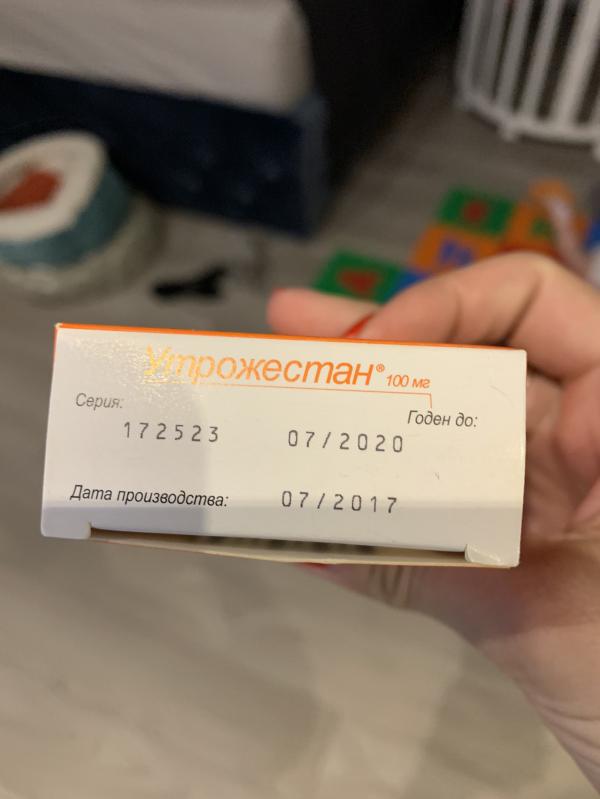 Утрожестан® 100 мг
Серия: Годен до:
172523 07/2020
Дата производства: 07/2017